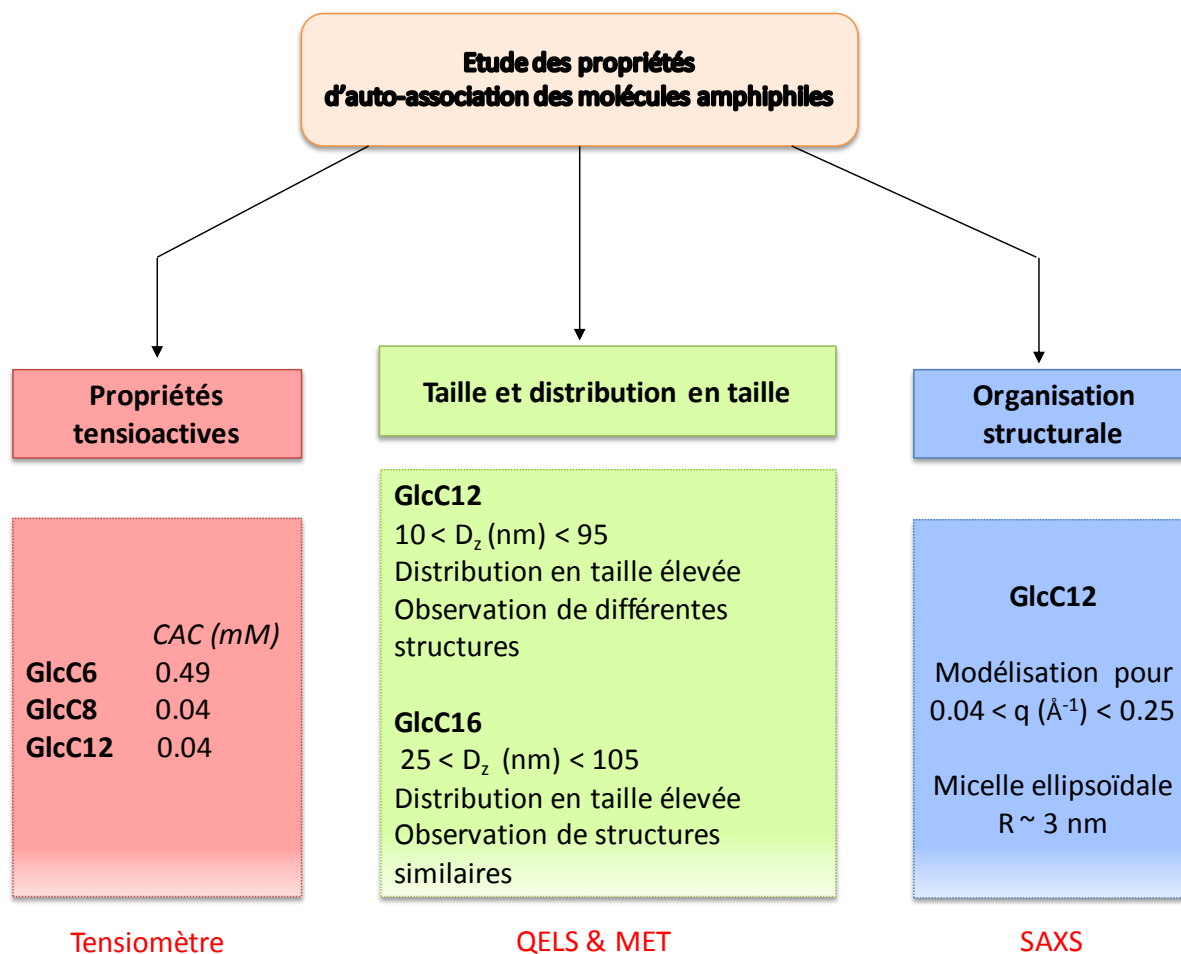 Etude des propriétés
d'auto-association des molécules amphiphiles
Propriétés
tensioactives
Taille et distribution en taille
Organisation
structurale
CAC (mM)
GlcC6 0.49
GlcC8 0.04
GlcC12 0.04
GlcC12
10 < Dz (nm) < 95
Distribution en taille élevée
Observation de différentes
structures
GlcC16
25 < Dz (nm) < 105
Distribution en taille élevée
Observation de structures
similaires
GlcC12
Modélisation pour
0.04 < q (Å-1) < 0.25
Micelle ellipsoïdale
R ~ 3 nm
Tensiomètre
QELS & MET
SAXS